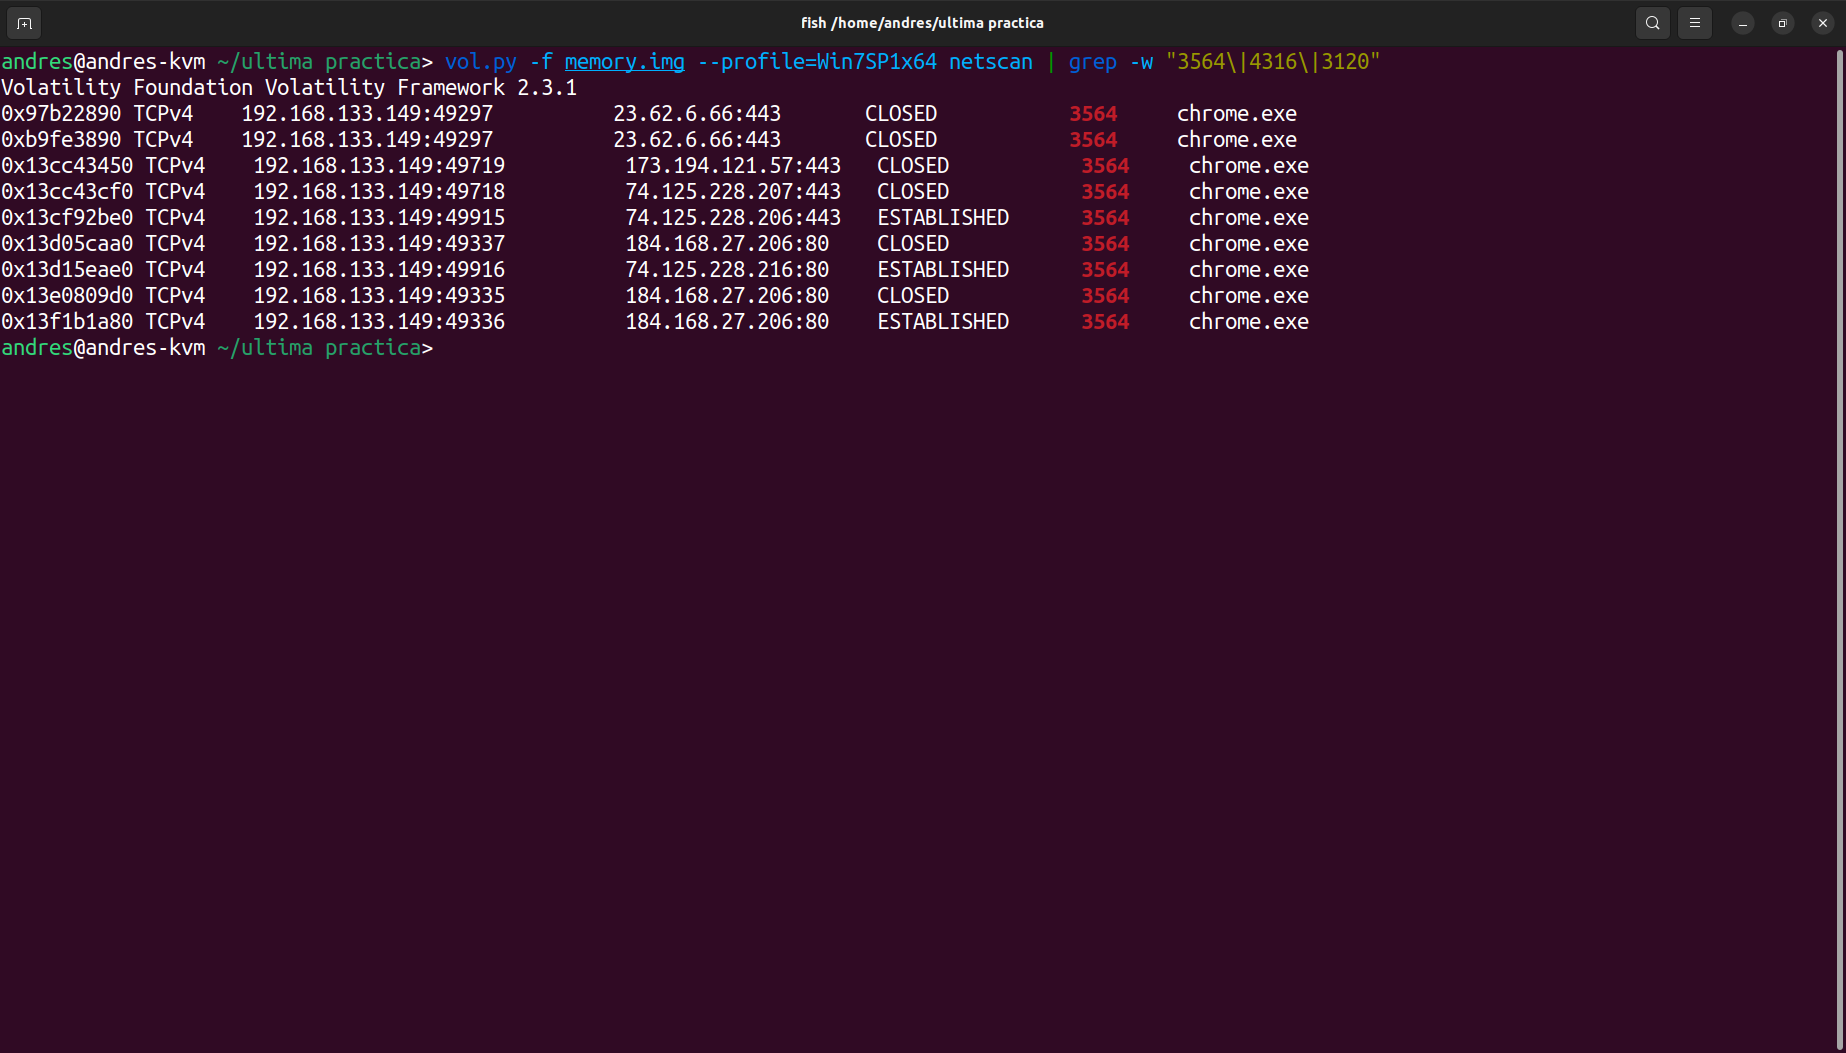 fish /home/andres/ultima practica
andres@andres-kvm ~/ultima practica> vol.py -f memory.img --profile=Win7SP1x64 netscan | grep -w "3564\|4316\|3120"
Volatility Foundation Volatility Framework 2.3.1
0x97b22890 TCPv4    192.168.133.149:49297          23.62.6.66:443       CLOSED           3564     chrome.exe
0xb9fe3890 TCPv4    192.168.133.149:49297          23.62.6.66:443       CLOSED           3564     chrome.exe
0x13cc43450 TCPv4    192.168.133.149:49719          173.194.121.57:443   CLOSED           3564     chrome.exe
0x13cc43cf0 TCPv4    192.168.133.149:49718          74.125.228.207:443   CLOSED           3564     chrome.exe
0x13cf92be0 TCPv4    192.168.133.149:49915          74.125.228.206:443   ESTABLISHED      3564     chrome.exe
0x13d05caa0 TCPv4    192.168.133.149:49337          184.168.27.206:80    CLOSED           3564     chrome.exe
0x13d15eae0 TCPv4    192.168.133.149:49916          74.125.228.216:80    ESTABLISHED      3564     chrome.exe
0x13e0809d0 TCPv4    192.168.133.149:49335          184.168.27.206:80    CLOSED           3564     chrome.exe
0x13f1b1a80 TCPv4    192.168.133.149:49336          184.168.27.206:80    ESTABLISHED      3564     chrome.exe
andres@andres-kvm ~/ultima practica>